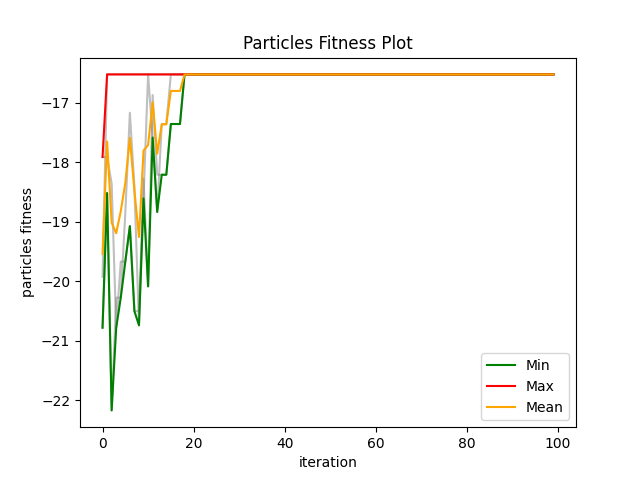 Particles Fitness Plot
particles fitness
−17
−18
−19
−20
−21
−22
0 20 40 60 80 100
iteration
Min
Max
Mean